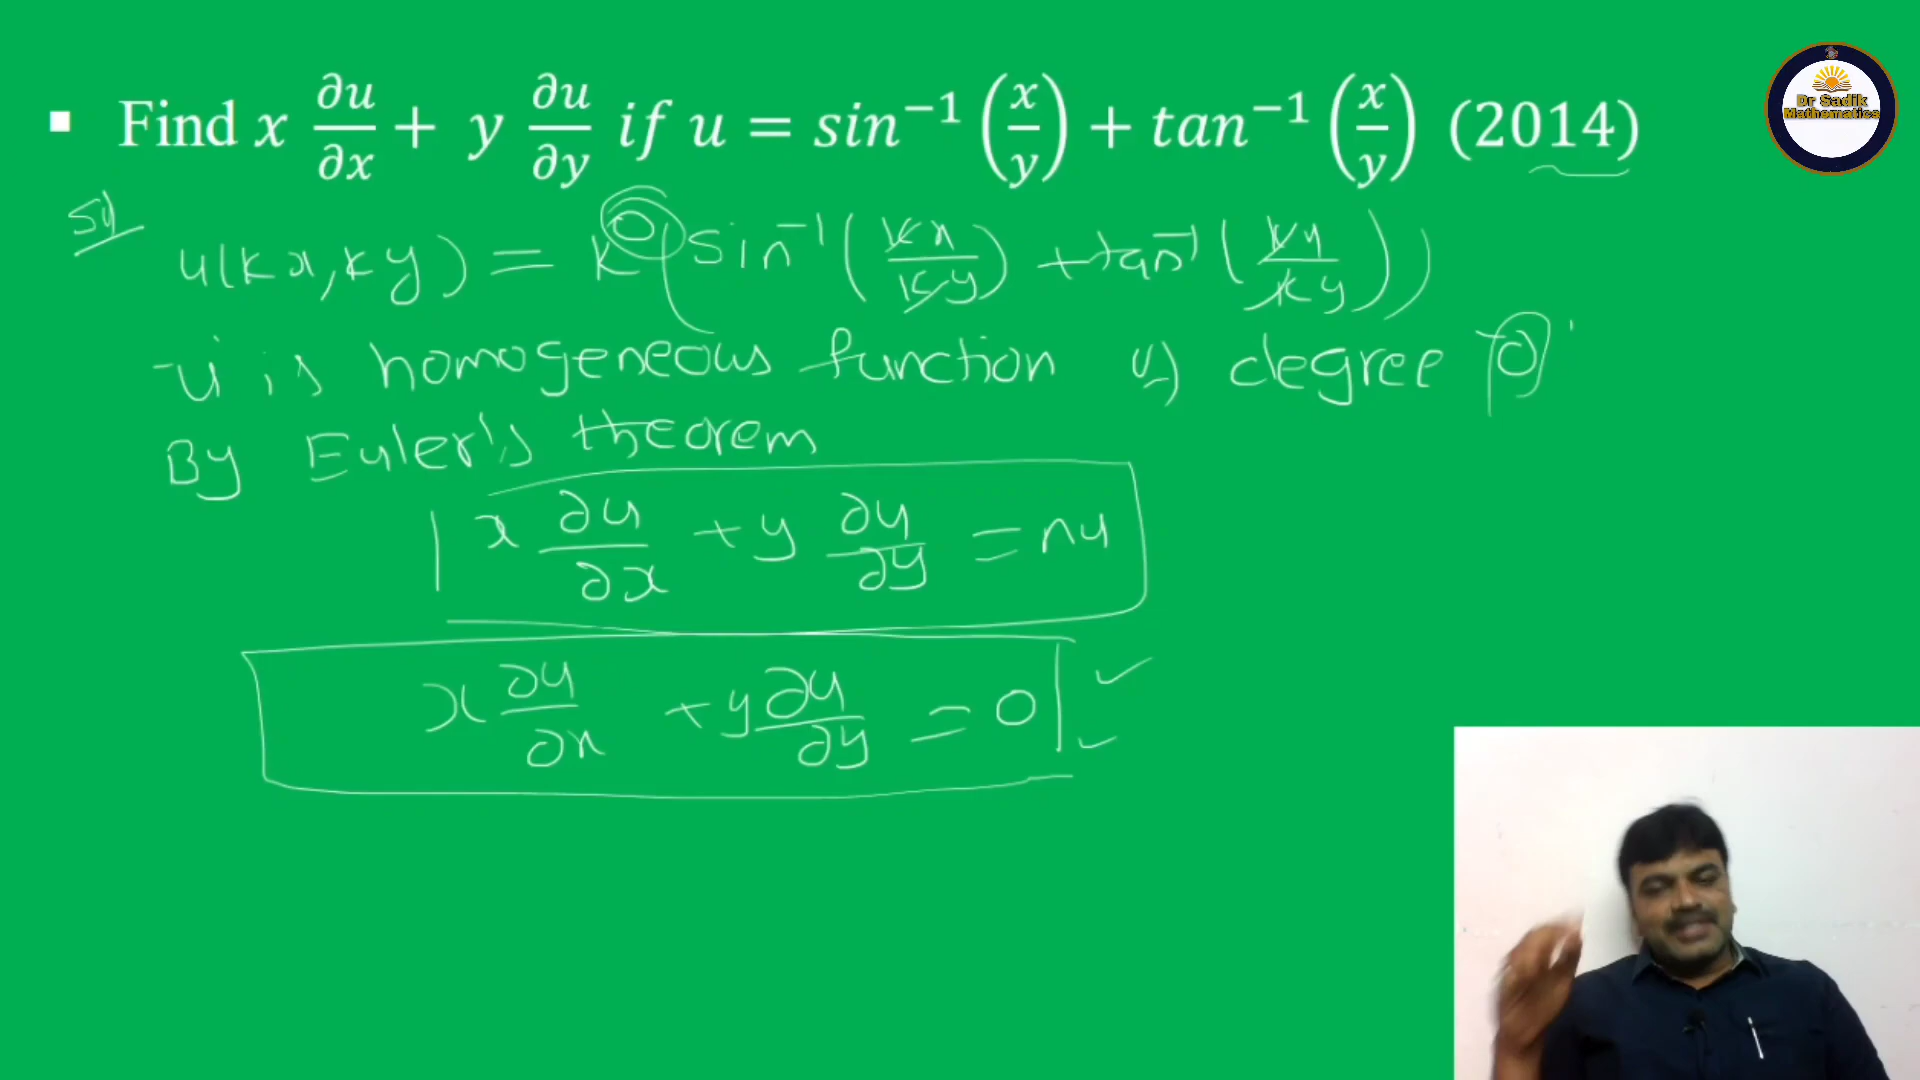 ▪ Find x ∂u/∂x + y ∂u/∂y if u = sin⁻¹(x/y) + tan⁻¹(x/y) (2014)
Dr Sadik
Mathematics
u(kx, ky) = k⁰(sin⁻¹(kx/ky) + tan⁻¹(kx/ky))
u is homogeneous function of degree '0'
By Euler's theorem
x ∂u/∂x + y ∂u/∂y = nu
x ∂u/∂x + y ∂u/∂y = 0